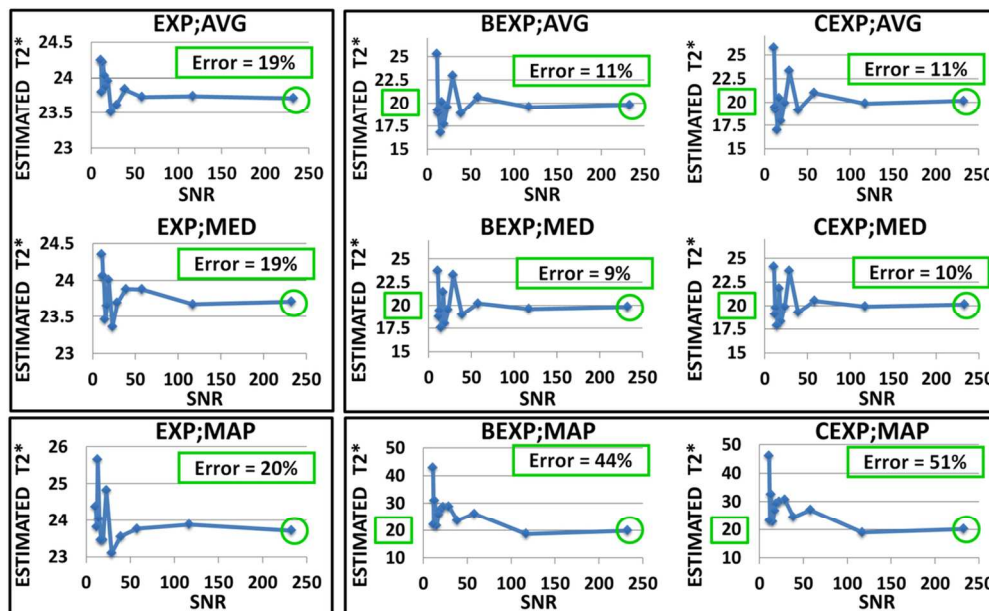 EXP;AVG
ESTIMATED T2*
24.5
24
23.5
23
Error = 19%
0 50 100 150 200 250
SNR
BEXP;AVG
ESTIMATED T2*
25
22.5
20
17.5
15
Error = 11%
0 50 100 150 200 250
SNR
CEXP;AVG
ESTIMATED T2*
25
22.5
20
17.5
15
Error = 11%
0 50 100 150 200 250
SNR
EXP;MED
ESTIMATED T2*
24.5
24
23.5
23
Error = 19%
0 50 100 150 200 250
SNR
BEXP;MED
ESTIMATED T2*
25
22.5
20
17.5
15
Error = 9%
0 50 100 150 200 250
SNR
CEXP;MED
ESTIMATED T2*
25
22.5
20
17.5
15
Error = 10%
0 50 100 150 200 250
SNR
EXP;MAP
ESTIMATED T2*
26
25
24
23
Error = 20%
0 50 100 150 200 250
SNR
BEXP;MAP
ESTIMATED T2*
50
40
30
20
10
Error = 44%
0 50 100 150 200 250
SNR
CEXP;MAP
ESTIMATED T2*
50
40
30
20
10
Error = 51%
0 50 100 150 200 250
SNR